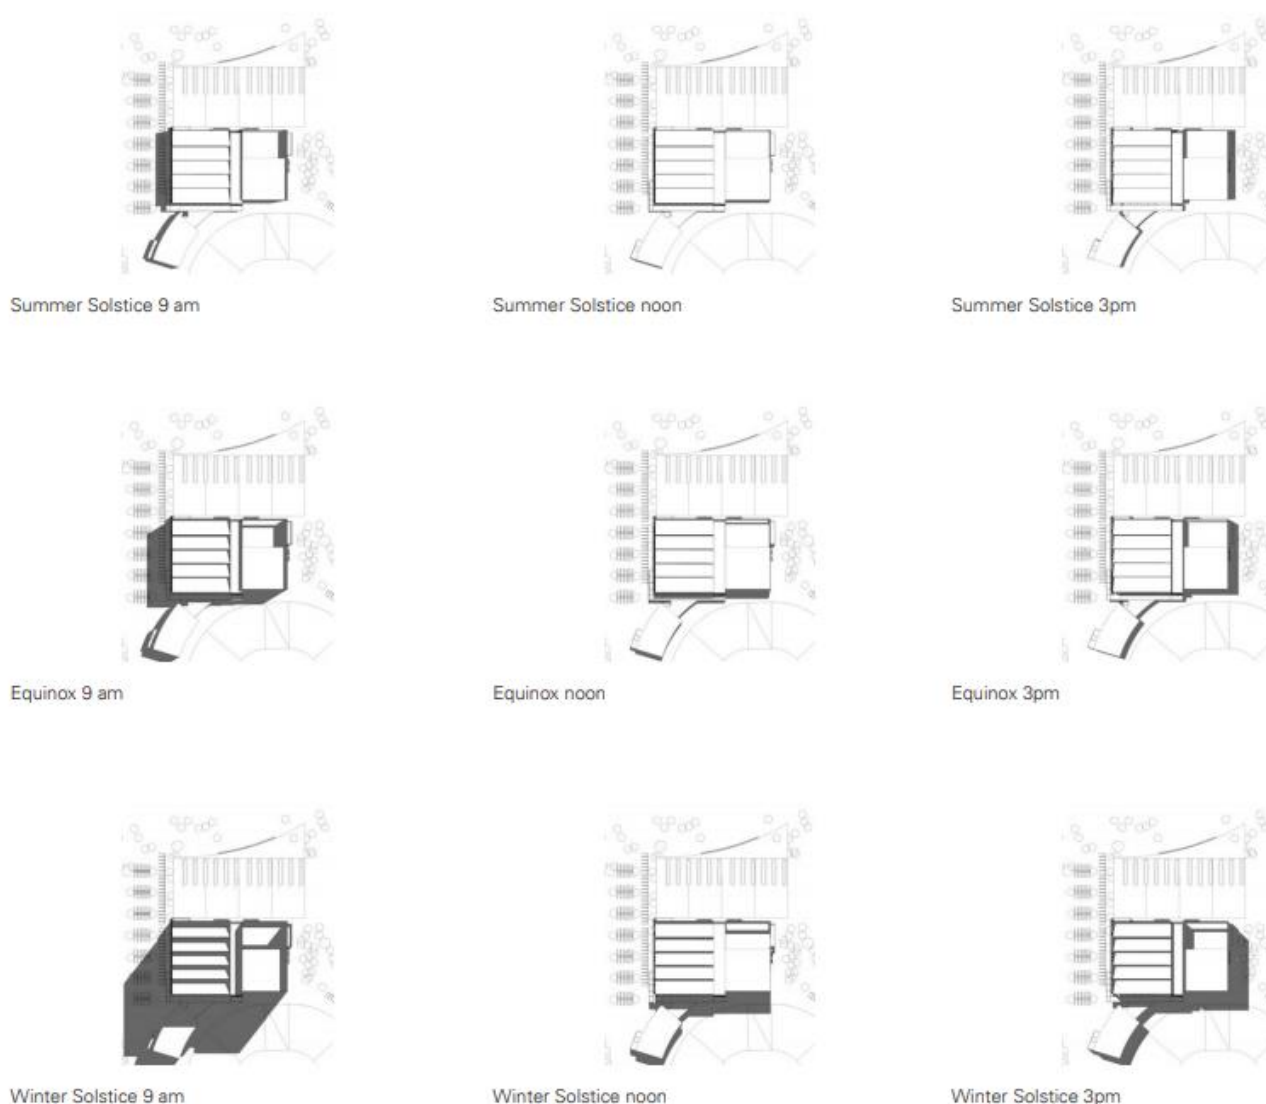 Summer Solstice 9 am
Summer Solstice noon
Summer Solstice 3pm
Equinox 9 am
Equinox noon
Equinox 3pm
Winter Solstice 9 am
Winter Solstice noon
Winter Solstice 3pm